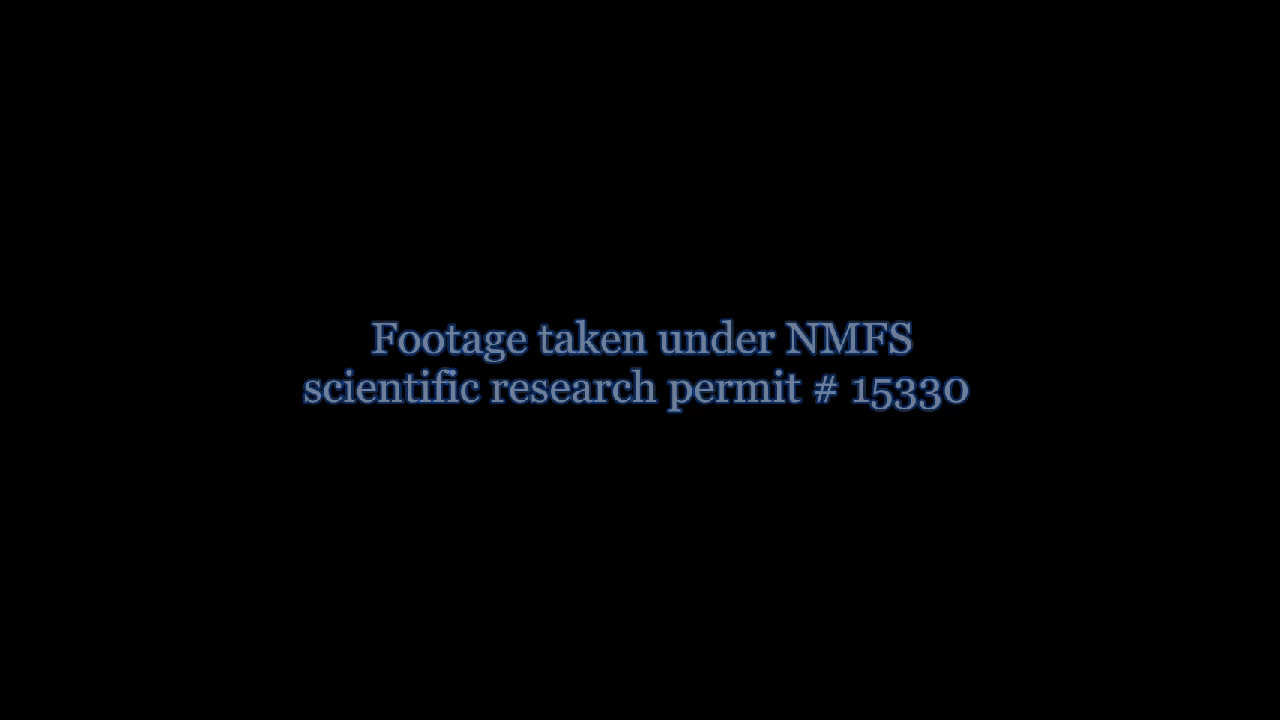 Footage taken under NMFS
scientific research permit # 15330